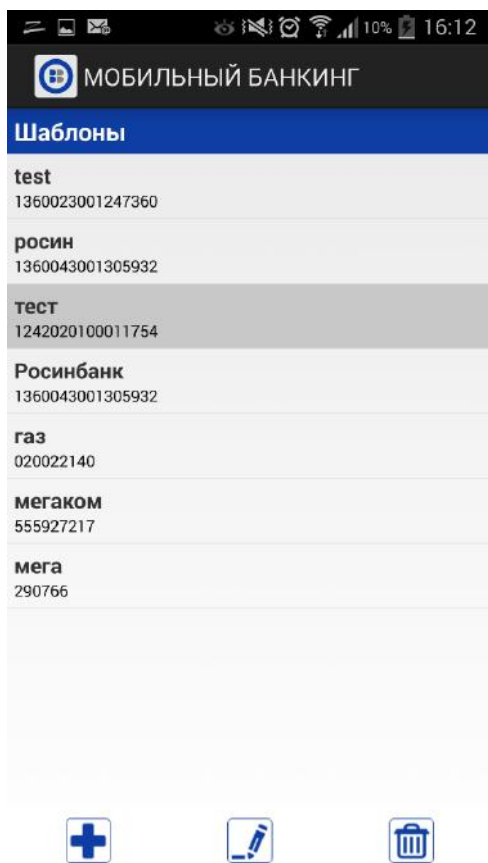 10% 16:12
МОБИЛЬНЫЙ БАНКИНГ
Шаблоны
test
1360023001247360
росин
1360043001305932
тест
1242020100011754
Росинбанк
1360043001305932
газ
020022140
мегаком
555927217
мега
290766